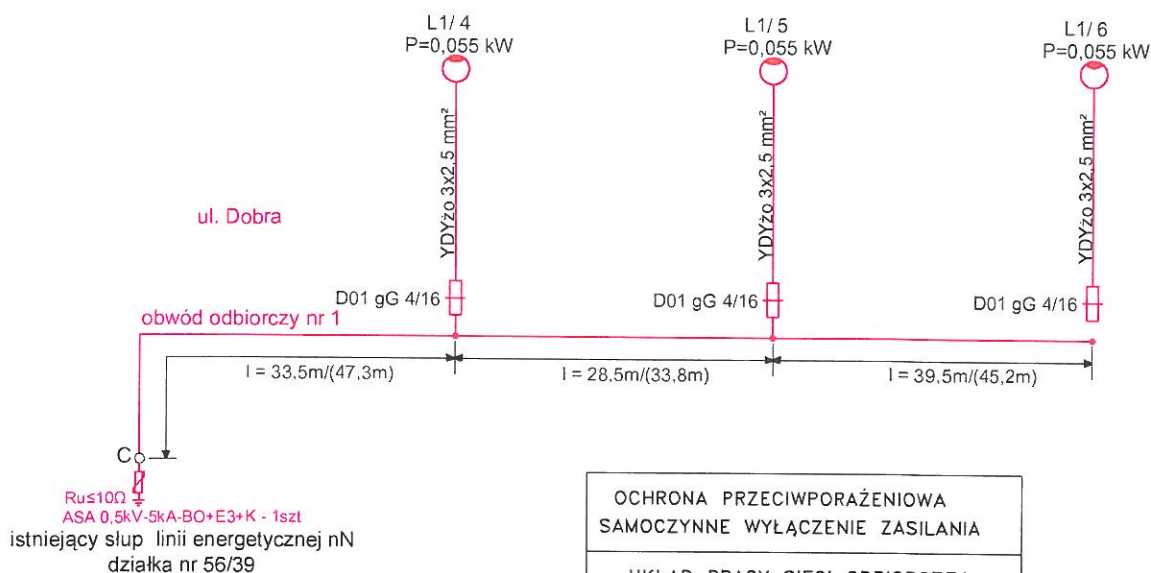 L1/ 4
P=0,055 kW
L1/ 5
P=0,055 kW
L1/ 6
P=0,055 kW
YDYżo 3x2,5 mm²
YDYżo 3x2,5 mm²
YDYżo 3x2,5 mm²
ul. Dobra
D01 gG 4/16
D01 gG 4/16
D01 gG 4/16
obwód odbiorczy nr 1
l = 33,5m/(47,3m)
l = 28,5m/(33,8m)
l = 39,5m/(45,2m)
C
Ru≤10Ω
ASA 0,5kV-5kA-BO+E3+K - 1szt
istniejący słup linii energetycznej nN
działka nr 56/39
OCHRONA PRZECIWPORAŻENIOWA
SAMOCZYNNE WYŁĄCZENIE ZASILANIA
UKŁAD PRACY SIECI ODBIORCZEJ